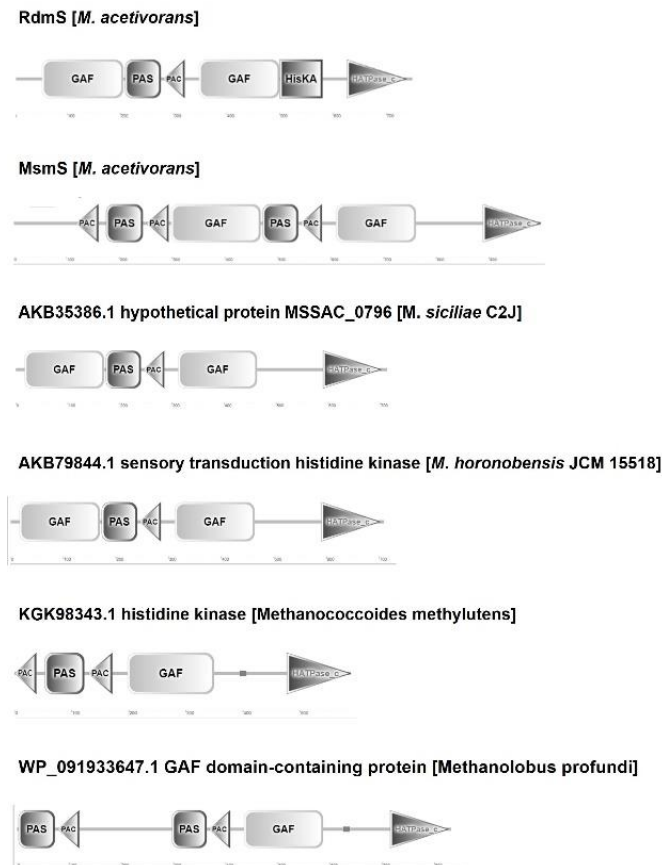 RdmS [M. acetivorans]
GAF PAS PAC GAF HisKA HATPase_c
MsmS [M. acetivorans]
PAC PAS PAC GAF PAS PAC GAF HATPase_c
AKB35386.1 hypothetical protein MSSAC_0796 [M. siciliae C2J]
GAF PAS PAC GAF HATPase_c
AKB79844.1 sensory transduction histidine kinase [M. horonobensis JCM 15518]
GAF PAS PAC GAF HATPase_c
KGK98343.1 histidine kinase [Methanococcoides methylutens]
PAC PAS PAC GAF HATPase_c
WP_091933647.1 GAF domain-containing protein [Methanolobus profundi]
PAS PAC PAS PAC GAF HATPase_c